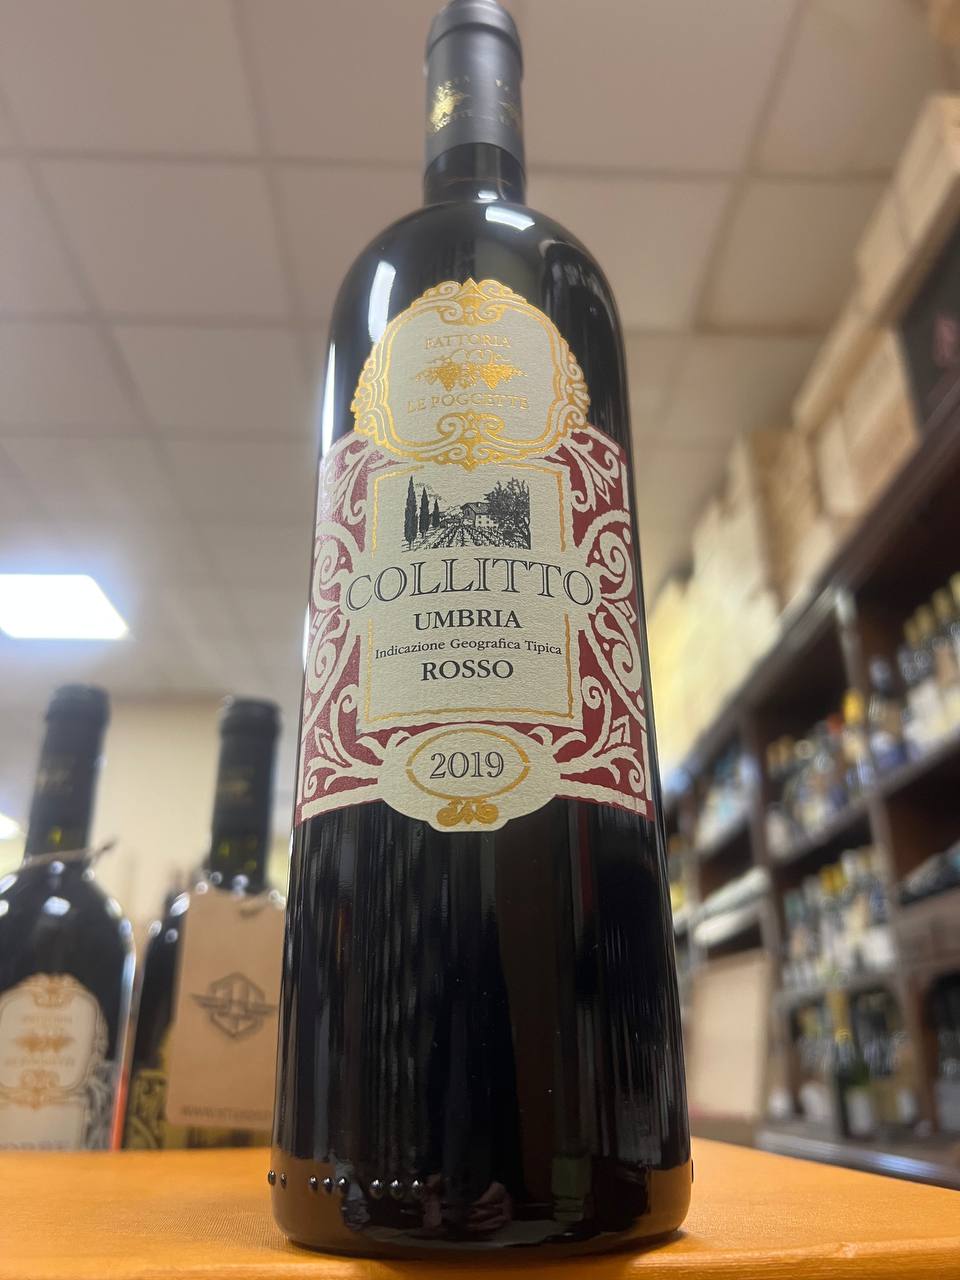 FATTORIA
LE POGGETTE
COLLITTO
UMBRIA
Indicazione Geografica Tipica
ROSSO
2019